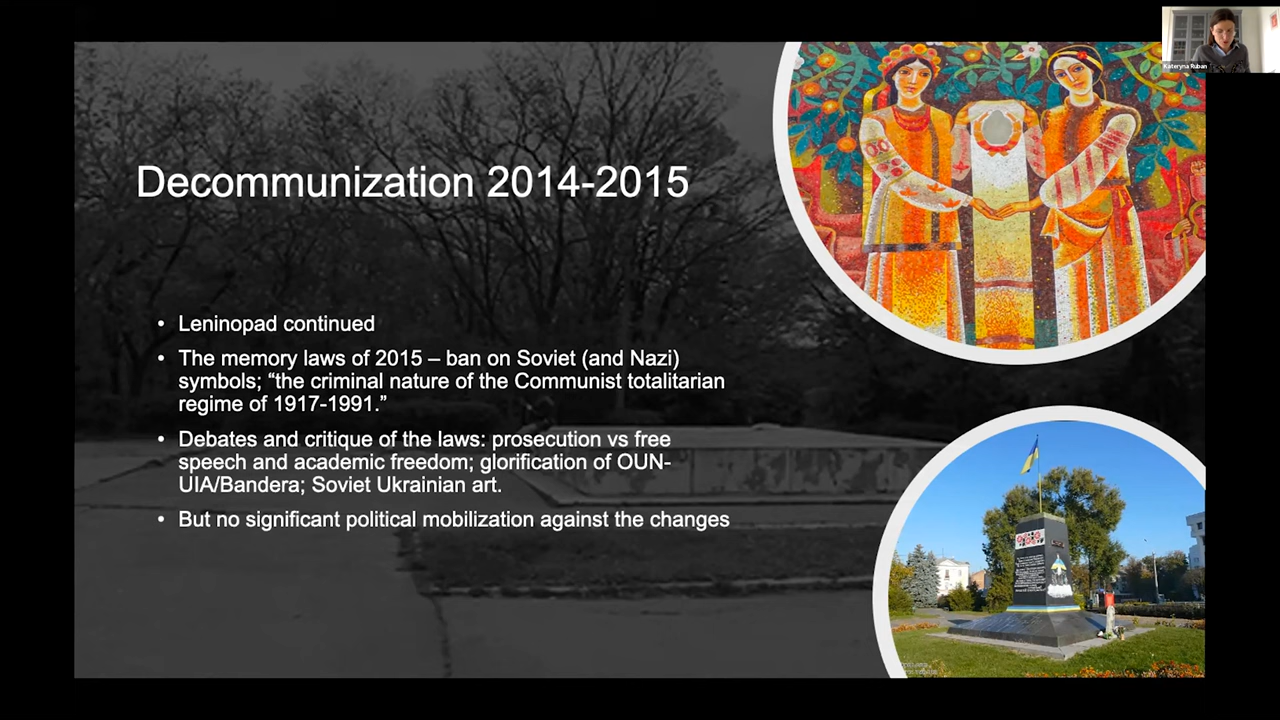 Kateryna Ruban
Decommunization 2014-2015
• Leninopad continued
• The memory laws of 2015 – ban on Soviet (and Nazi)
symbols; “the criminal nature of the Communist totalitarian
regime of 1917-1991.”
• Debates and critique of the laws: prosecution vs free
speech and academic freedom; glorification of OUN-
UIA/Bandera; Soviet Ukrainian art.
• But no significant political mobilization against the changes